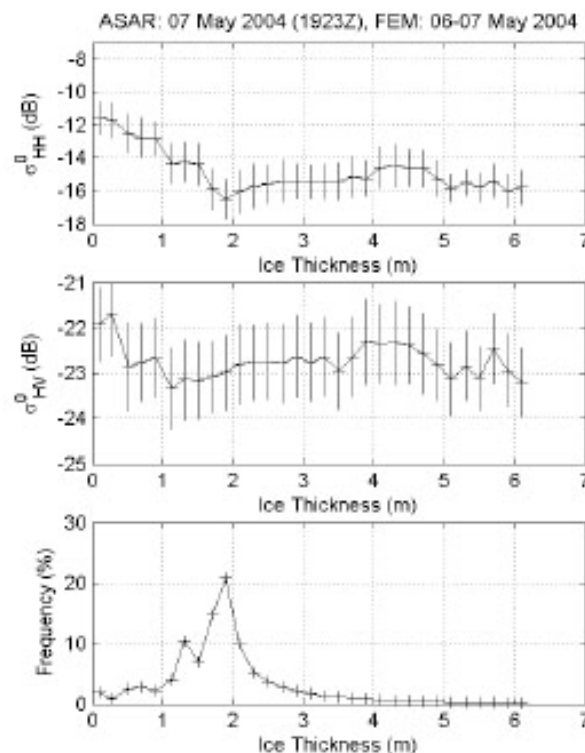 ASAR: 07 May 2004 (1923Z), FEM: 06-07 May 2004
-8
-10
-12
-14
-16
-18
σ⁰HH (dB)
0 1 2 3 4 5 6 7
Ice Thickness (m)
-21
-22
-23
-24
-25
σ⁰HV (dB)
0 1 2 3 4 5 6 7
Ice Thickness (m)
30
20
10
0
Frequency (%)
0 1 2 3 4 5 6 7
Ice Thickness (m)